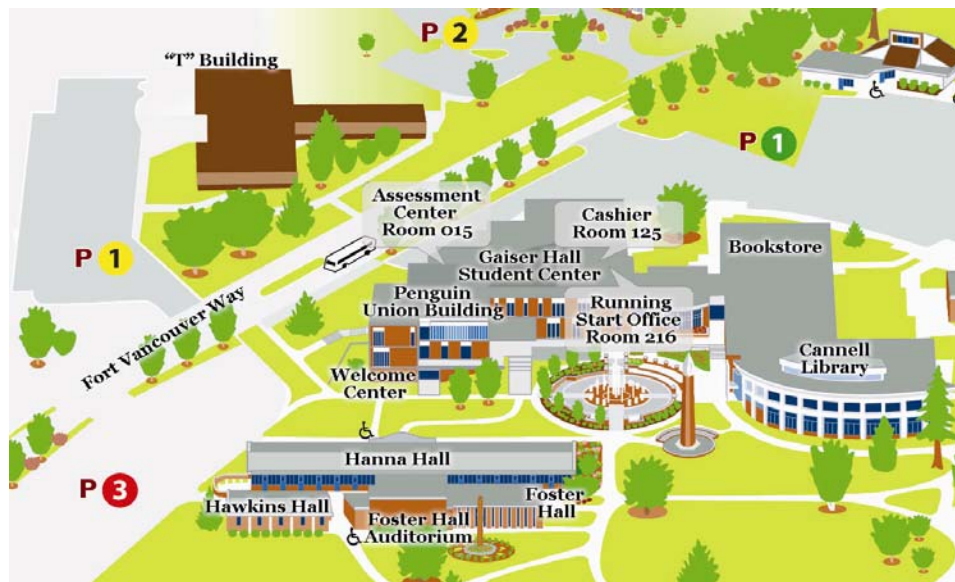 P 2
“T” Building
P 1
Assessment
Center
Room 015
Cashier
Room 125
Bookstore
Gaiser Hall
Student Center
P 1
Penguin
Union Building
Running
Start Office
Room 216
Fort Vancouver Way
Cannell
Library
Welcome
Center
Hanna Hall
P 3
Hawkins Hall
Foster
Hall
Foster Hall
Auditorium